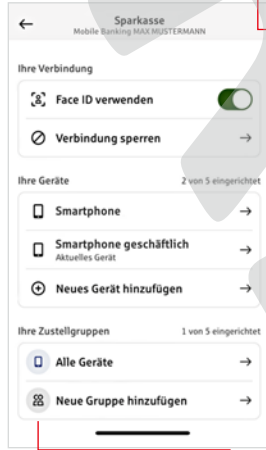 Sparkasse
Mobile Banking MAX MUSTERMANN
Ihre Verbindung
Face ID verwenden
Verbindung sperren
Ihre Geräte 2 von 5 eingerichtet
Smartphone
Smartphone geschäftlich
Aktuelles Gerät
Neues Gerät hinzufügen
Ihre Zustellgruppen 1 von 5 eingerichtet
Alle Geräte
Neue Gruppe hinzufügen